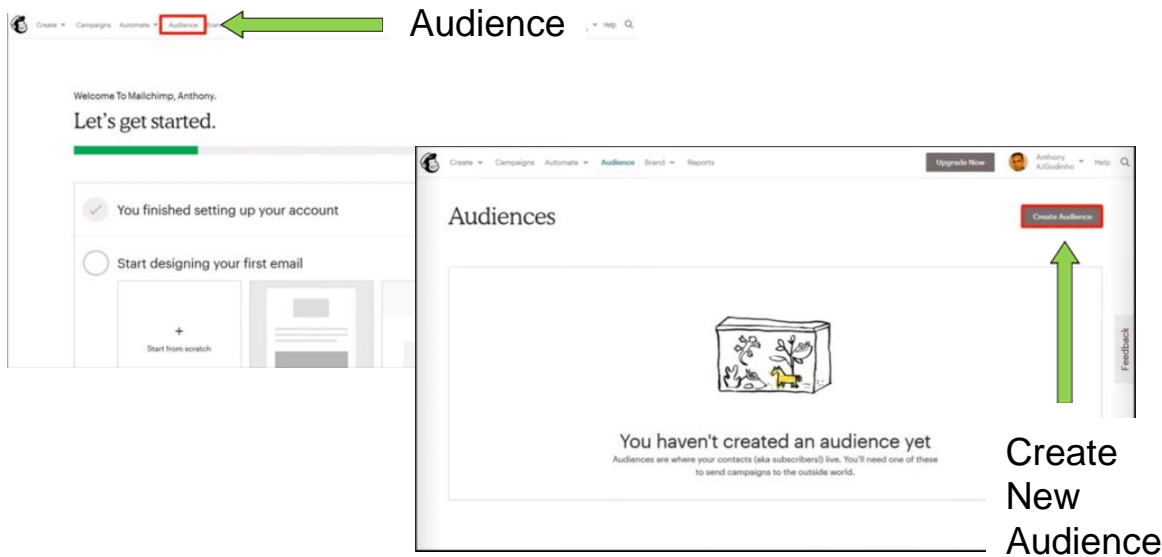 Create Campaigns Automate Audience
Audience
Help
Welcome To Mailchimp, Anthony.
Let's get started.
You finished setting up your account
Start designing your first email
+
Start from scratch
Create Campaigns Automate Audience Brand Reports
Upgrade Now
Anthony
AJGodinho
Help
Audiences
Create Audience
You haven't created an audience yet
Audiences are where your contacts (aka subscribers!) live. You'll need one of these
to send campaigns to the outside world.
Feedback
Create
New
Audience